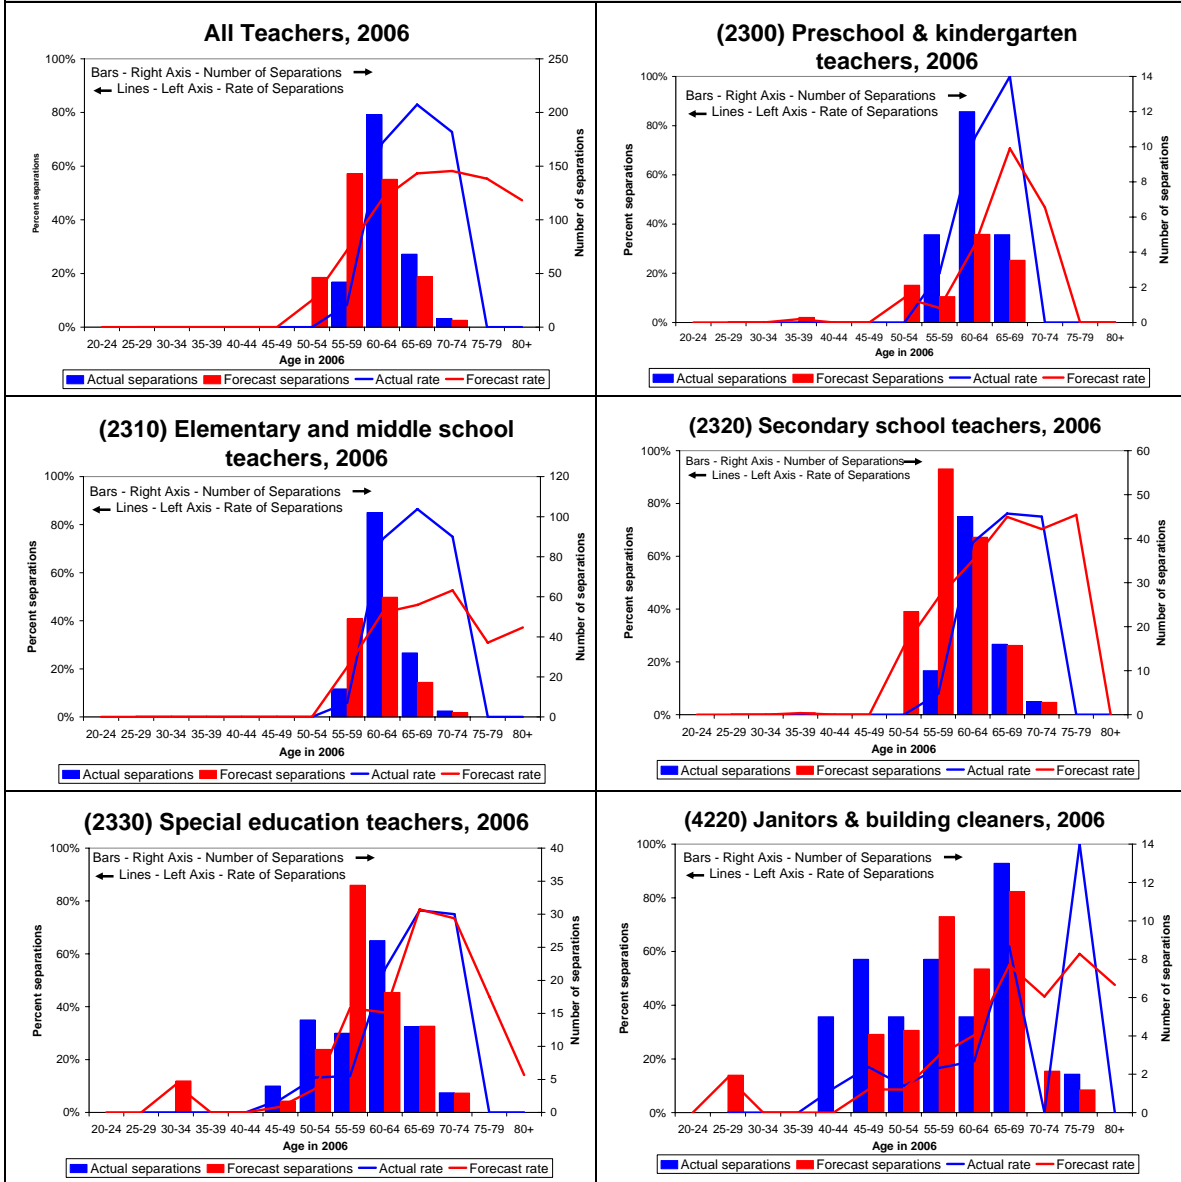 All Teachers, 2006
Bars - Right Axis - Number of Separations →
← Lines - Left Axis - Rate of Separations
100%
80%
60%
40%
20%
0%
Percent separations
250
200
150
100
50
0
Number of separations
20-24 25-29 30-34 35-39 40-44 45-49 50-54 55-59 60-64 65-69 70-74 75-79 80+
Age in 2006
Actual separations Forecast separations Actual rate Forecast rate
(2300) Preschool & kindergarten
teachers, 2006
Bars - Right Axis - Number of Separations →
← Lines - Left Axis - Rate of Separations
100%
80%
60%
40%
20%
0%
Percent separations
14
12
10
8
6
4
2
0
Number of separations
20-24 25-29 30-34 35-39 40-44 45-49 50-54 55-59 60-64 65-69 70-74 75-79 80+
Age in 2006
Actual separations Forecast Separations Actual rate Forecast rate
(2310) Elementary and middle school
teachers, 2006
Bars - Right Axis - Number of Separations →
← Lines - Left Axis - Rate of Separations
100%
80%
60%
40%
20%
0%
Percent separations
120
100
80
60
40
20
0
Number of separations
20-24 25-29 30-34 35-39 40-44 45-49 50-54 55-59 60-64 65-69 70-74 75-79 80+
Age in 2006
Actual separations Forecast separations Actual rate Forecast rate
(2320) Secondary school teachers, 2006
Bars - Right Axis - Number of Separations →
← Lines - Left Axis - Rate of Separations
100%
80%
60%
40%
20%
0%
Percent separations
60
50
40
30
20
10
0
Number of separations
20-24 25-29 30-34 35-39 40-44 45-49 50-54 55-59 60-64 65-69 70-74 75-79 80+
Age in 2006
Actual separations Forecast separations Actual rate Forecast rate
(2330) Special education teachers, 2006
Bars - Right Axis - Number of Separations →
← Lines - Left Axis - Rate of Separations
100%
80%
60%
40%
20%
0%
Percent separations
40
35
30
25
20
15
10
5
0
Number of separations
20-24 25-29 30-34 35-39 40-44 45-49 50-54 55-59 60-64 65-69 70-74 75-79 80+
Age in 2006
Actual separations Forecast separations Actual rate Forecast rate
(4220) Janitors & building cleaners, 2006
Bars - Right Axis - Number of Separations →
← Lines - Left Axis - Rate of Separations
100%
80%
60%
40%
20%
0%
Percent separations
14
12
10
8
6
4
2
0
Number of separations
20-24 25-29 30-34 35-39 40-44 45-49 50-54 55-59 60-64 65-69 70-74 75-79 80+
Age in 2006
Actual separations Forecast separations Actual rate Forecast rate